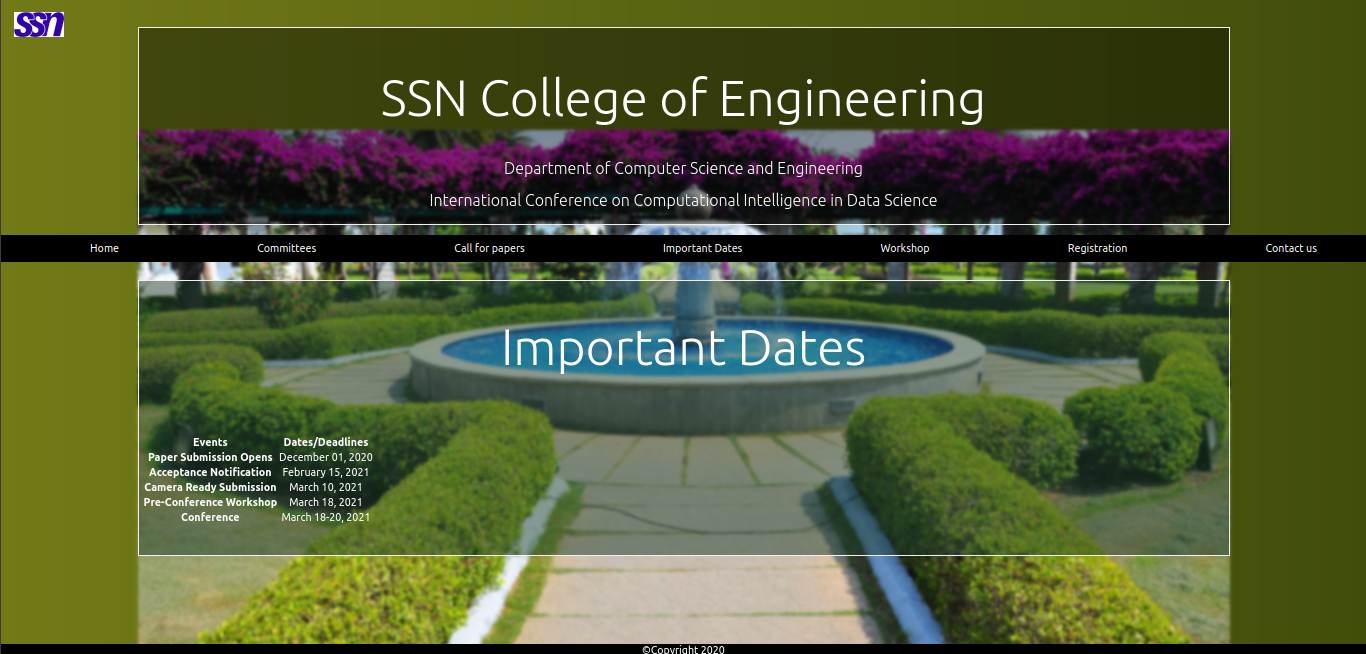 ssn
SSN College of Engineering
Department of Computer Science and Engineering
International Conference on Computational Intelligence in Data Science
Home Committees Call for papers Important Dates Workshop Registration Contact us
Important Dates
Events Dates/Deadlines
Paper Submission Opens December 01, 2020
Acceptance Notification February 15, 2021
Camera Ready Submission March 10, 2021
Pre-Conference Workshop March 18, 2021
Conference March 18-20, 2021
©Copyright 2020